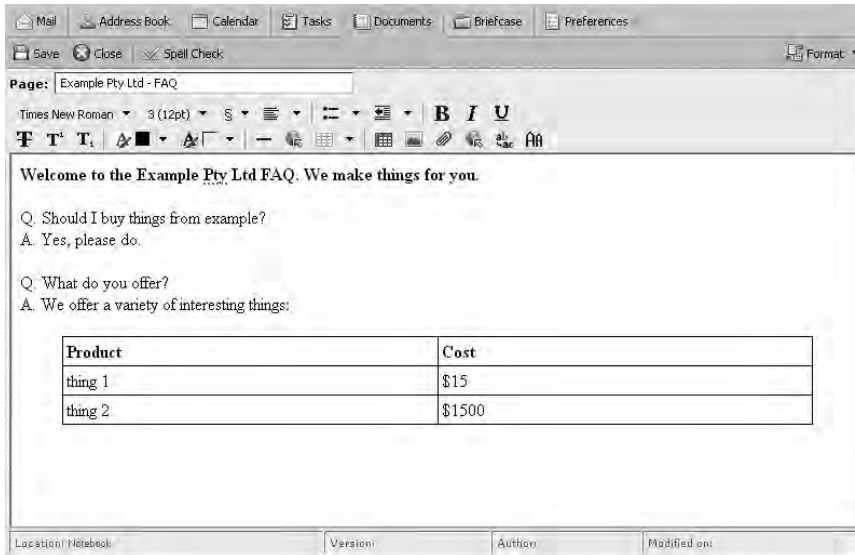 Mail Address Book Calendar Tasks Documents Briefcase Preferences
Save Close Spell Check Format
Page: Example Pty Ltd - FAQ
Times New Roman 3 (12pt) § B I U
T T¹ T₁ A A AA
Welcome to the Example Pty Ltd FAQ. We make things for you.
Q. Should I buy things from example?
A. Yes, please do.
Q. What do you offer?
A. We offer a variety of interesting things:
Product Cost
thing 1 $15
thing 2 $1500
Location: Notebook Version: Author: Modified on: